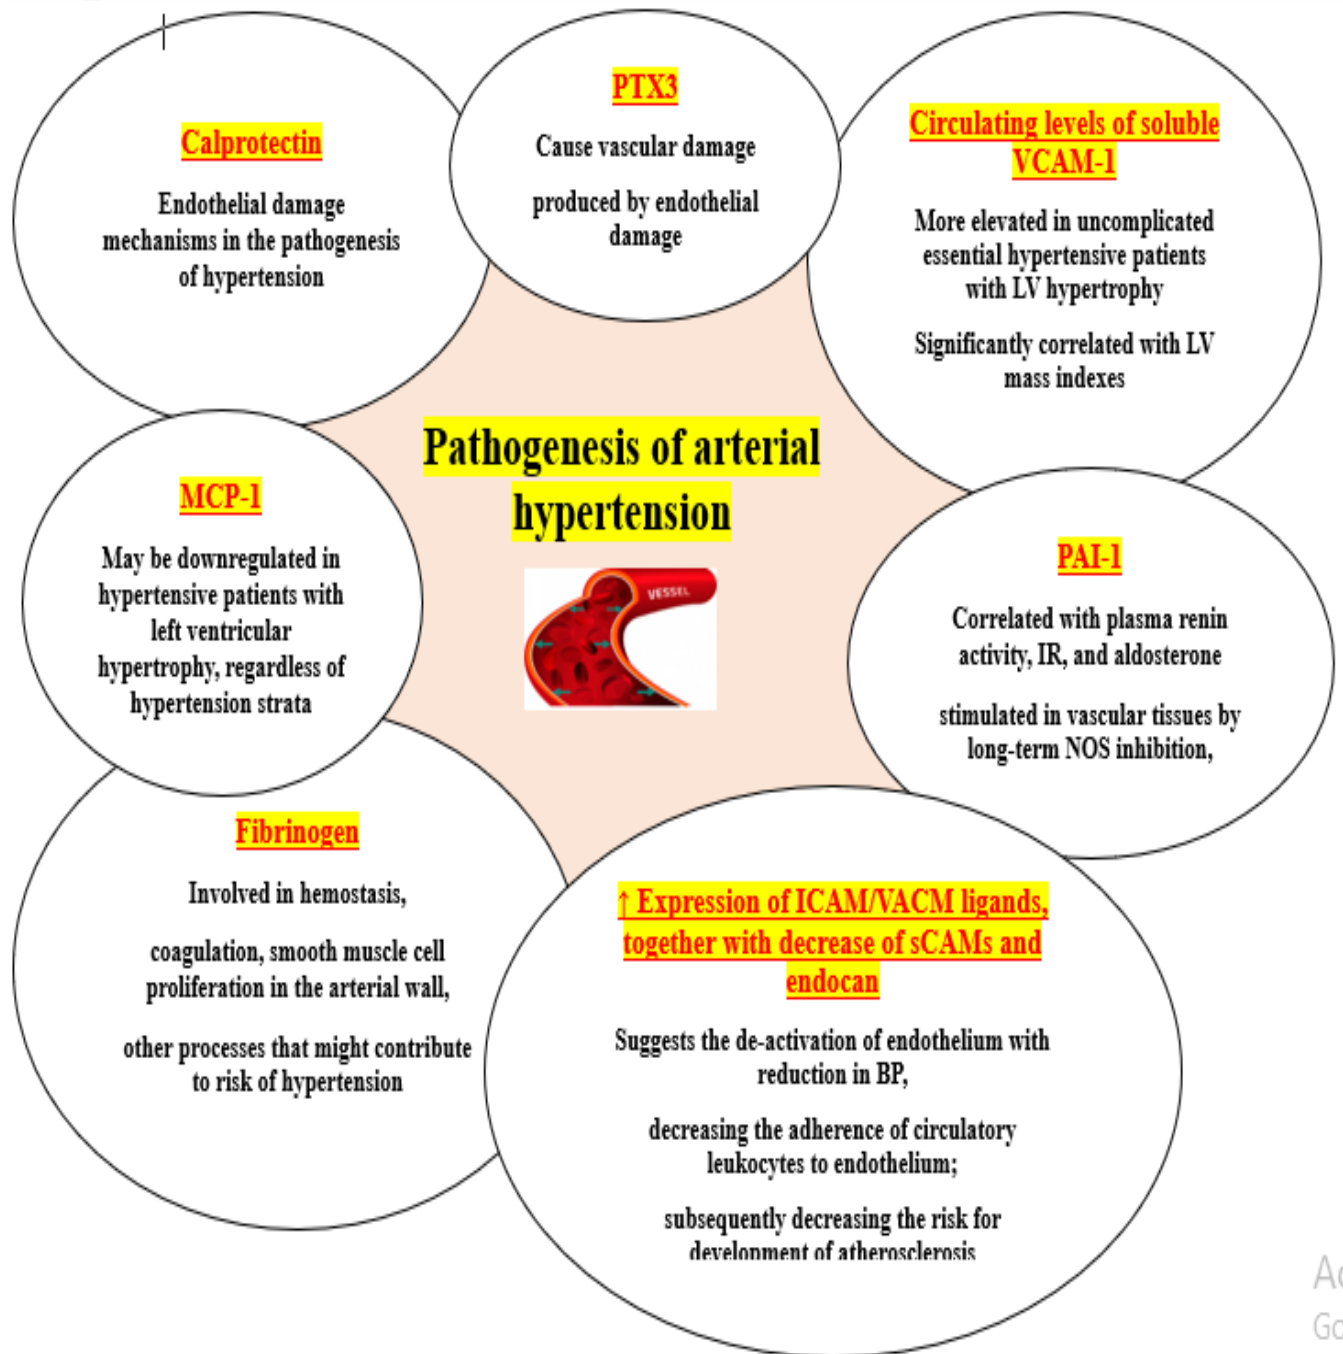 Calprotectin
Endothelial damage
mechanisms in the pathogenesis
of hypertension
PTX3
Cause vascular damage
produced by endothelial
damage
Circulating levels of soluble
VCAM-1
More elevated in uncomplicated
essential hypertensive patients
with LV hypertrophy
Significantly correlated with LV
mass indexes
Pathogenesis of arterial
hypertension
VESSEL
MCP-1
May be downregulated in
hypertensive patients with
left ventricular
hypertrophy, regardless of
hypertension strata
PAI-1
Correlated with plasma renin
activity, IR, and aldosterone
stimulated in vascular tissues by
long-term NOS inhibition,
Fibrinogen
Involved in hemostasis,
coagulation, smooth muscle cell
proliferation in the arterial wall,
other processes that might contribute
to risk of hypertension
↑ Expression of ICAM/VACM ligands,
together with decrease of sCAMs and
endocan
Suggests the de-activation of endothelium with
reduction in BP,
decreasing the adherence of circulatory
leukocytes to endothelium;
subsequently decreasing the risk for
development of atherosclerosis